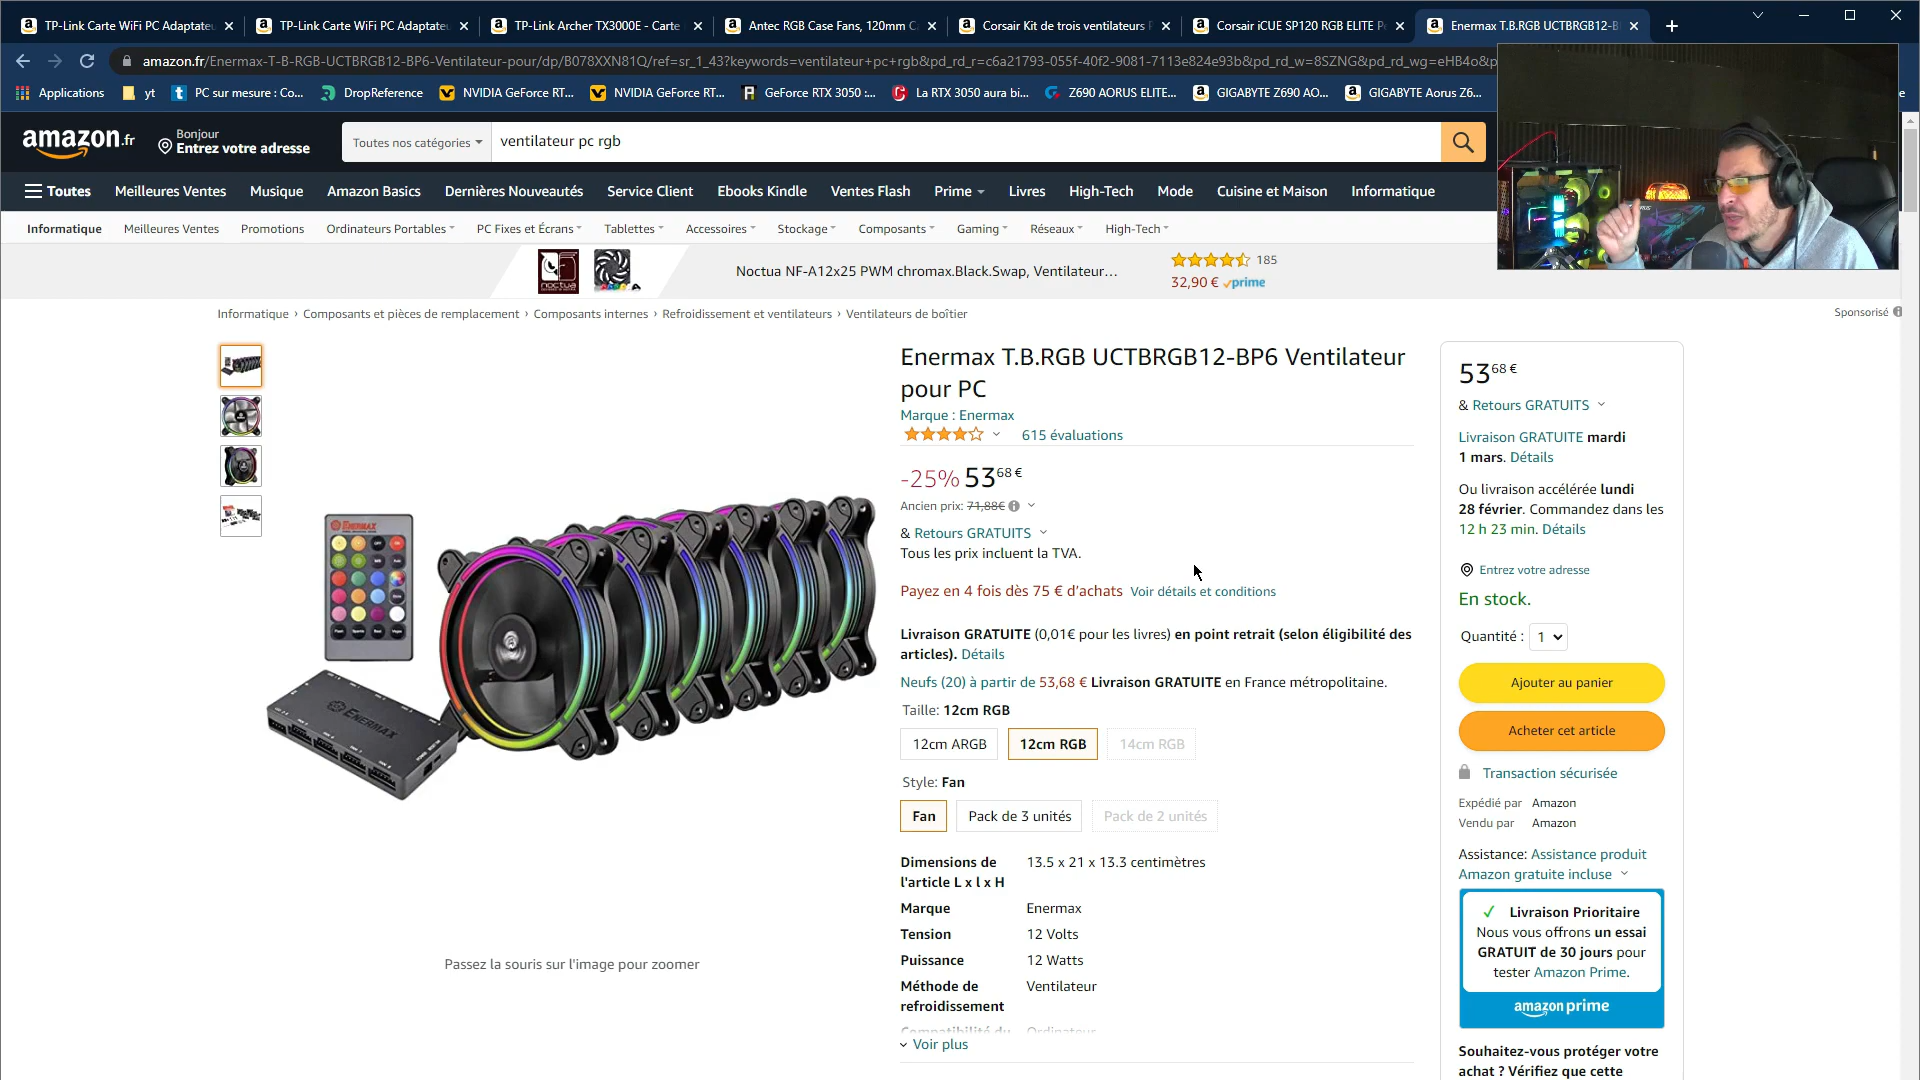 TP-Link Carte WiFi PC Adaptateu
TP-Link Carte WiFi PC Adaptateu
TP-Link Archer TX3000E - Carte
Antec RGB Case Fans, 120mm C
Corsair Kit de trois ventilateurs P
Corsair iCUE SP120 RGB ELITE P
Enermax T.B.RGB UCTBRGB12-B
amazon.fr/Enermax-T-B-RGB-UCTBRGB12-BP6-Ventilateur-pour/dp/B078XXN81Q/ref=sr_1_43?keywords=ventilateur+pc+rgb&pd_rd_r=c6a21793-055f-40f2-9081-7113e824e93b&pd_rd_w=8SZNG&pd_rd_wg=eHB4o&p
Applications
yt
PC sur mesure : Co...
DropReference
NVIDIA GeForce RT...
NVIDIA GeForce RT...
GeForce RTX 3050 :...
La RTX 3050 aura bi...
Z690 AORUS ELITE...
GIGABYTE Z690 AO...
GIGABYTE Aorus Z6...
amazon.fr
Bonjour
Entrez votre adresse
Toutes nos catégories
ventilateur pc rgb
Toutes
Meilleures Ventes
Musique
Amazon Basics
Dernières Nouveautés
Service Client
Ebooks Kindle
Ventes Flash
Prime
Livres
High-Tech
Mode
Cuisine et Maison
Informatique
Informatique
Meilleures Ventes
Promotions
Ordinateurs Portables
PC Fixes et Écrans
Tablettes
Accessoires
Stockage
Composants
Gaming
Réseaux
High-Tech
noctua
Noctua NF-A12x25 PWM chromax.Black.Swap, Ventilateur...
185
32,90 € prime
Informatique › Composants et pièces de remplacement › Composants internes › Refroidissement et ventilateurs › Ventilateurs de boîtier
Sponsorisé
Enermax T.B.RGB UCTBRGB12-BP6 Ventilateur
pour PC
Marque : Enermax
615 évaluations
-25% 53⁶⁸ €
Ancien prix: 71,88€
& Retours GRATUITS
Tous les prix incluent la TVA.
Payez en 4 fois dès 75 € d'achats Voir détails et conditions
Livraison GRATUITE (0,01€ pour les livres) en point retrait (selon éligibilité des
articles). Détails
Neufs (20) à partir de 53,68 € Livraison GRATUITE en France métropolitaine.
Taille: 12cm RGB
12cm ARGB
12cm RGB
14cm RGB
Style: Fan
Fan
Pack de 3 unités
Pack de 2 unités
Dimensions de
l'article L x l x H
13.5 x 21 x 13.3 centimètres
Marque
Enermax
Tension
12 Volts
Puissance
12 Watts
Méthode de
refroidissement
Ventilateur
Compatibilité du
Ordinateur
Voir plus
ENERMAX
ENERMAX
Passez la souris sur l'image pour zoomer
53⁶⁸ €
& Retours GRATUITS
Livraison GRATUITE mardi
1 mars. Détails
Ou livraison accélérée lundi
28 février. Commandez dans les
12 h 23 min. Détails
Entrez votre adresse
En stock.
Quantité : 1
Ajouter au panier
Acheter cet article
Transaction sécurisée
Expédié par Amazon
Vendu par Amazon
Assistance: Assistance produit
Amazon gratuite incluse
Livraison Prioritaire
Nous vous offrons un essai
GRATUIT de 30 jours pour
tester Amazon Prime.
amazon prime
Souhaitez-vous protéger votre
achat ? Vérifiez que cette